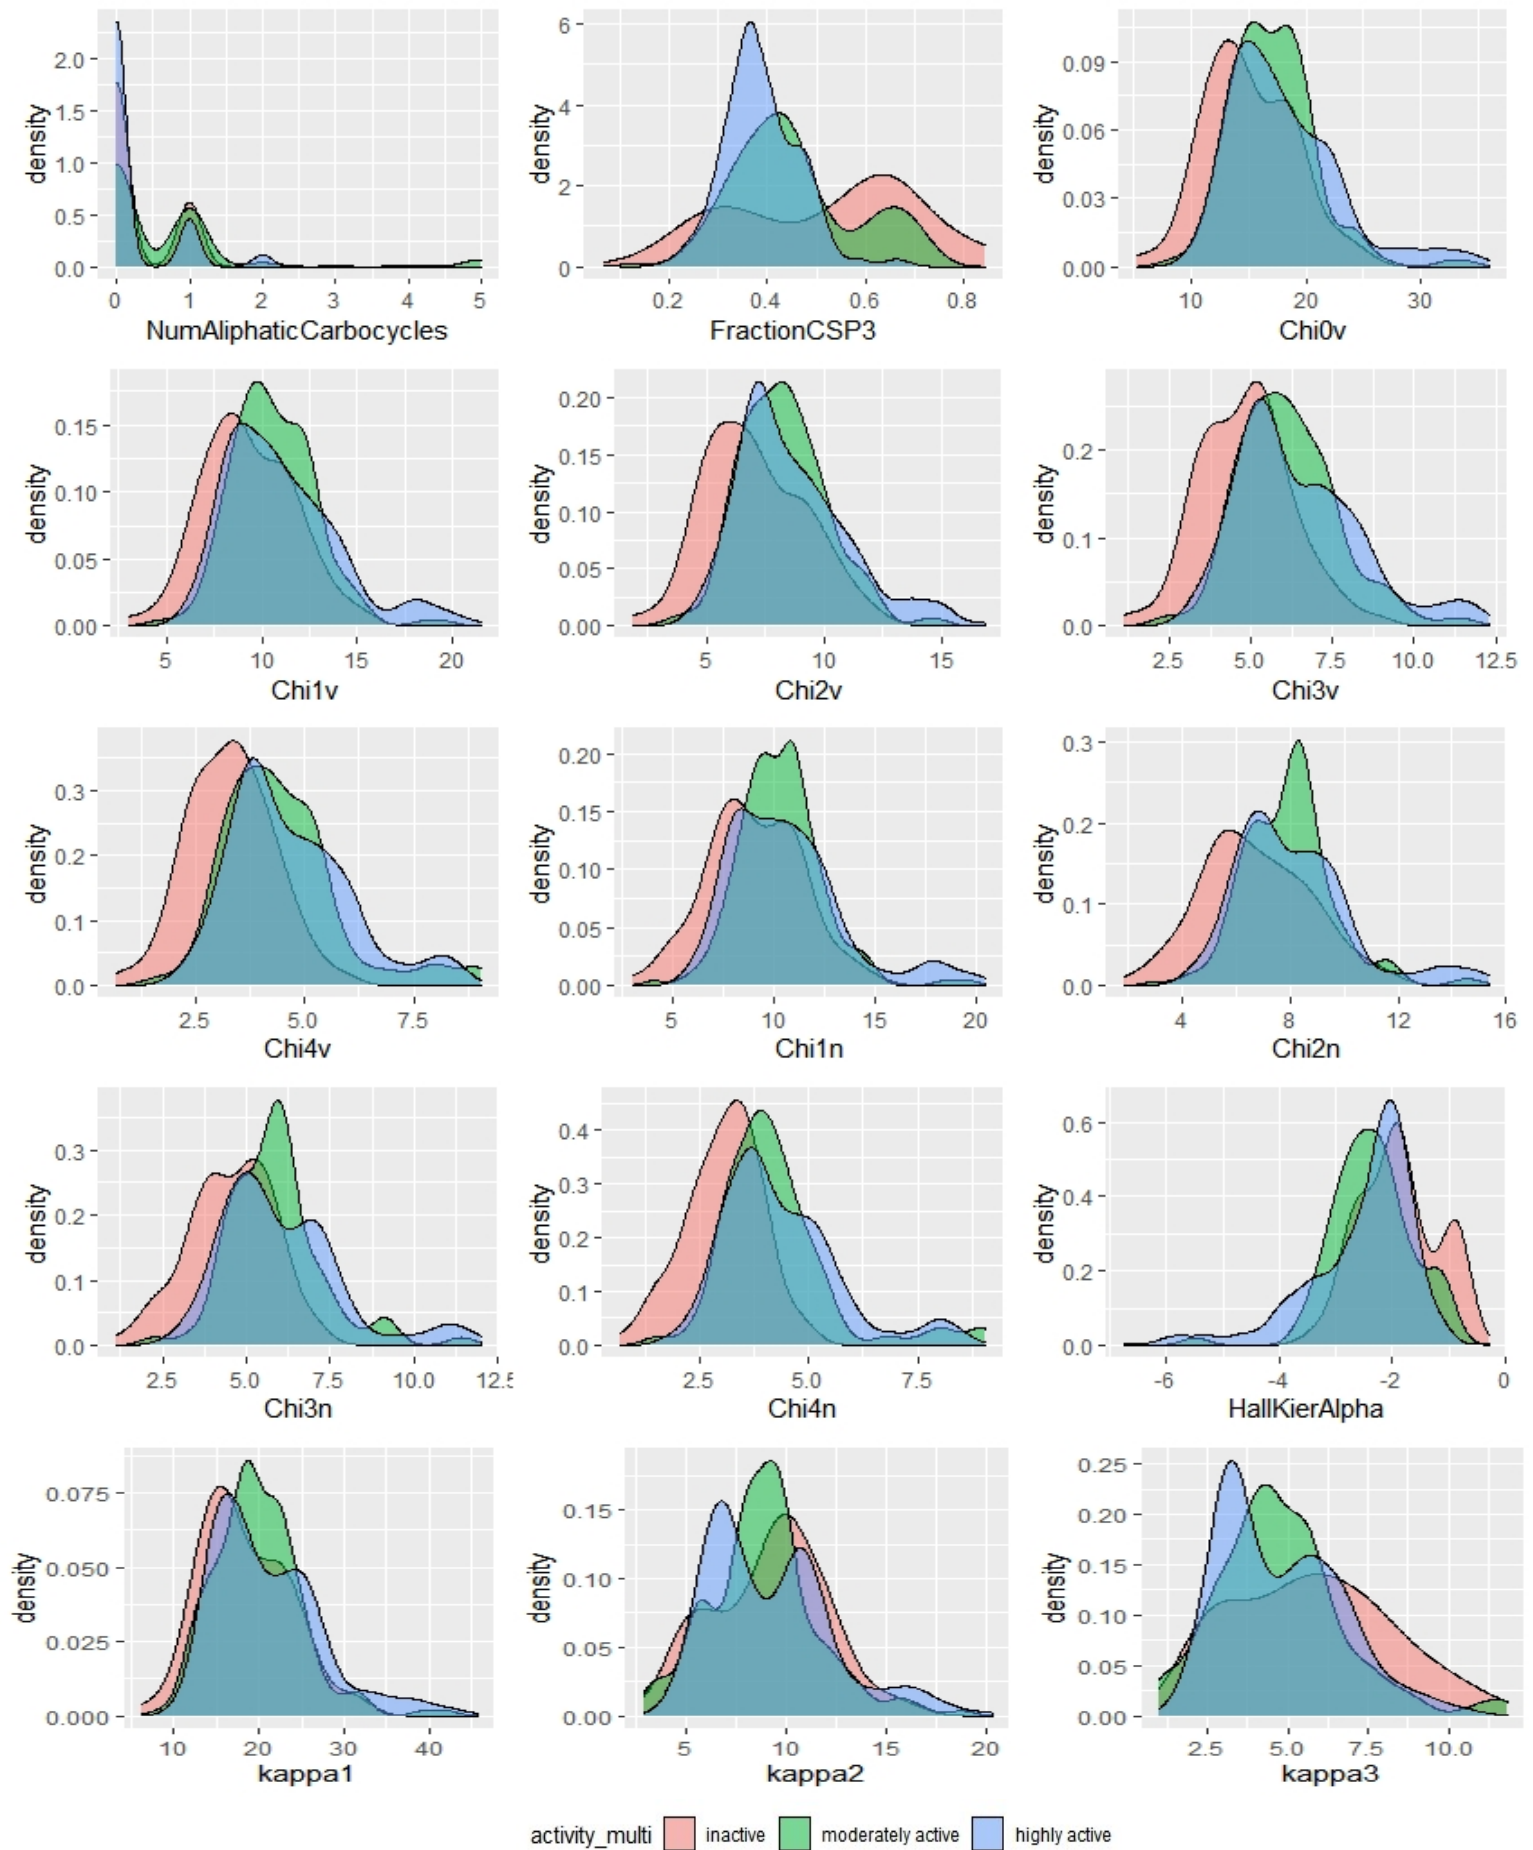 density
2.0
1.5
1.0
0.5
0.0
0 1 2 3 4 5
NumAliphaticCarbocycles
density
6
4
2
0
0.2 0.4 0.6 0.8
FractionCSP3
density
0.09
0.06
0.03
0.00
10 20 30
Chi0v
density
0.15
0.10
0.05
0.00
5 10 15 20
Chi1v
density
0.20
0.15
0.10
0.05
0.00
5 10 15
Chi2v
density
0.2
0.1
0.0
2.5 5.0 7.5 10.0 12.5
Chi3v
density
0.3
0.2
0.1
0.0
2.5 5.0 7.5
Chi4v
density
0.20
0.15
0.10
0.05
0.00
5 10 15 20
Chi1n
density
0.3
0.2
0.1
0.0
4 8 12 16
Chi2n
density
0.3
0.2
0.1
0.0
2.5 5.0 7.5 10.0 12.5
Chi3n
density
0.4
0.3
0.2
0.1
0.0
2.5 5.0 7.5
Chi4n
density
0.6
0.4
0.2
0.0
-6 -4 -2 0
HallKierAlpha
density
0.075
0.050
0.025
0.000
10 20 30 40
kappa1
density
0.15
0.10
0.05
0.00
5 10 15 20
kappa2
density
0.25
0.20
0.15
0.10
0.05
0.00
2.5 5.0 7.5 10.0
kappa3
activity_multi inactive moderately active highly active